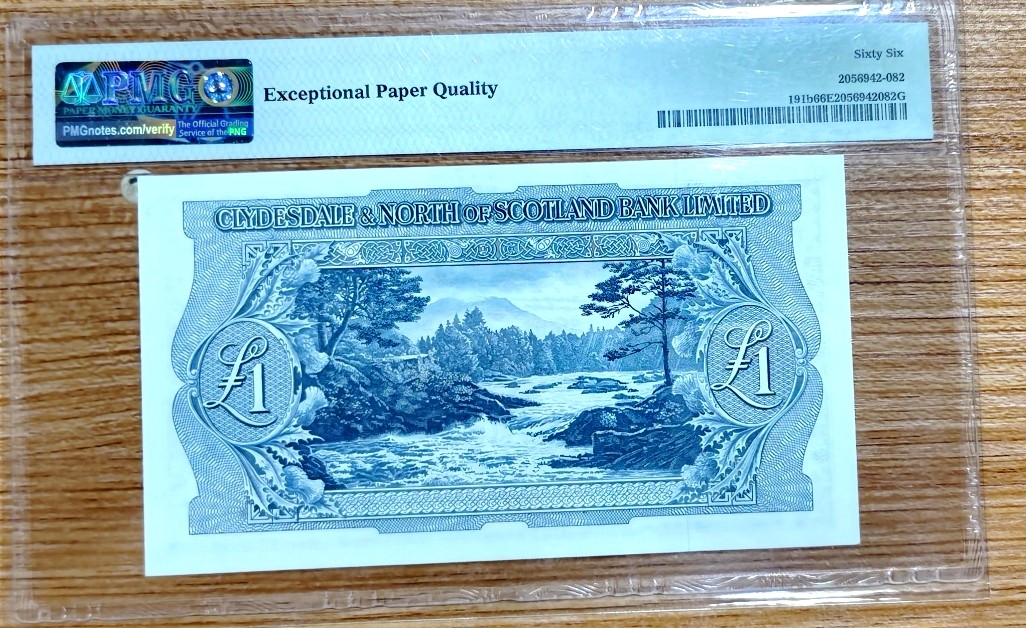 PMG
PAPER MONEY GUARANTY
PMGnotes.com/verify
The Official Grading
Service of the PNG
Exceptional Paper Quality
Sixty Six
2056942-082
191b66E2056942082G
CLYDESDALE & NORTH OF SCOTLAND BANK LIMITED
£1
£1